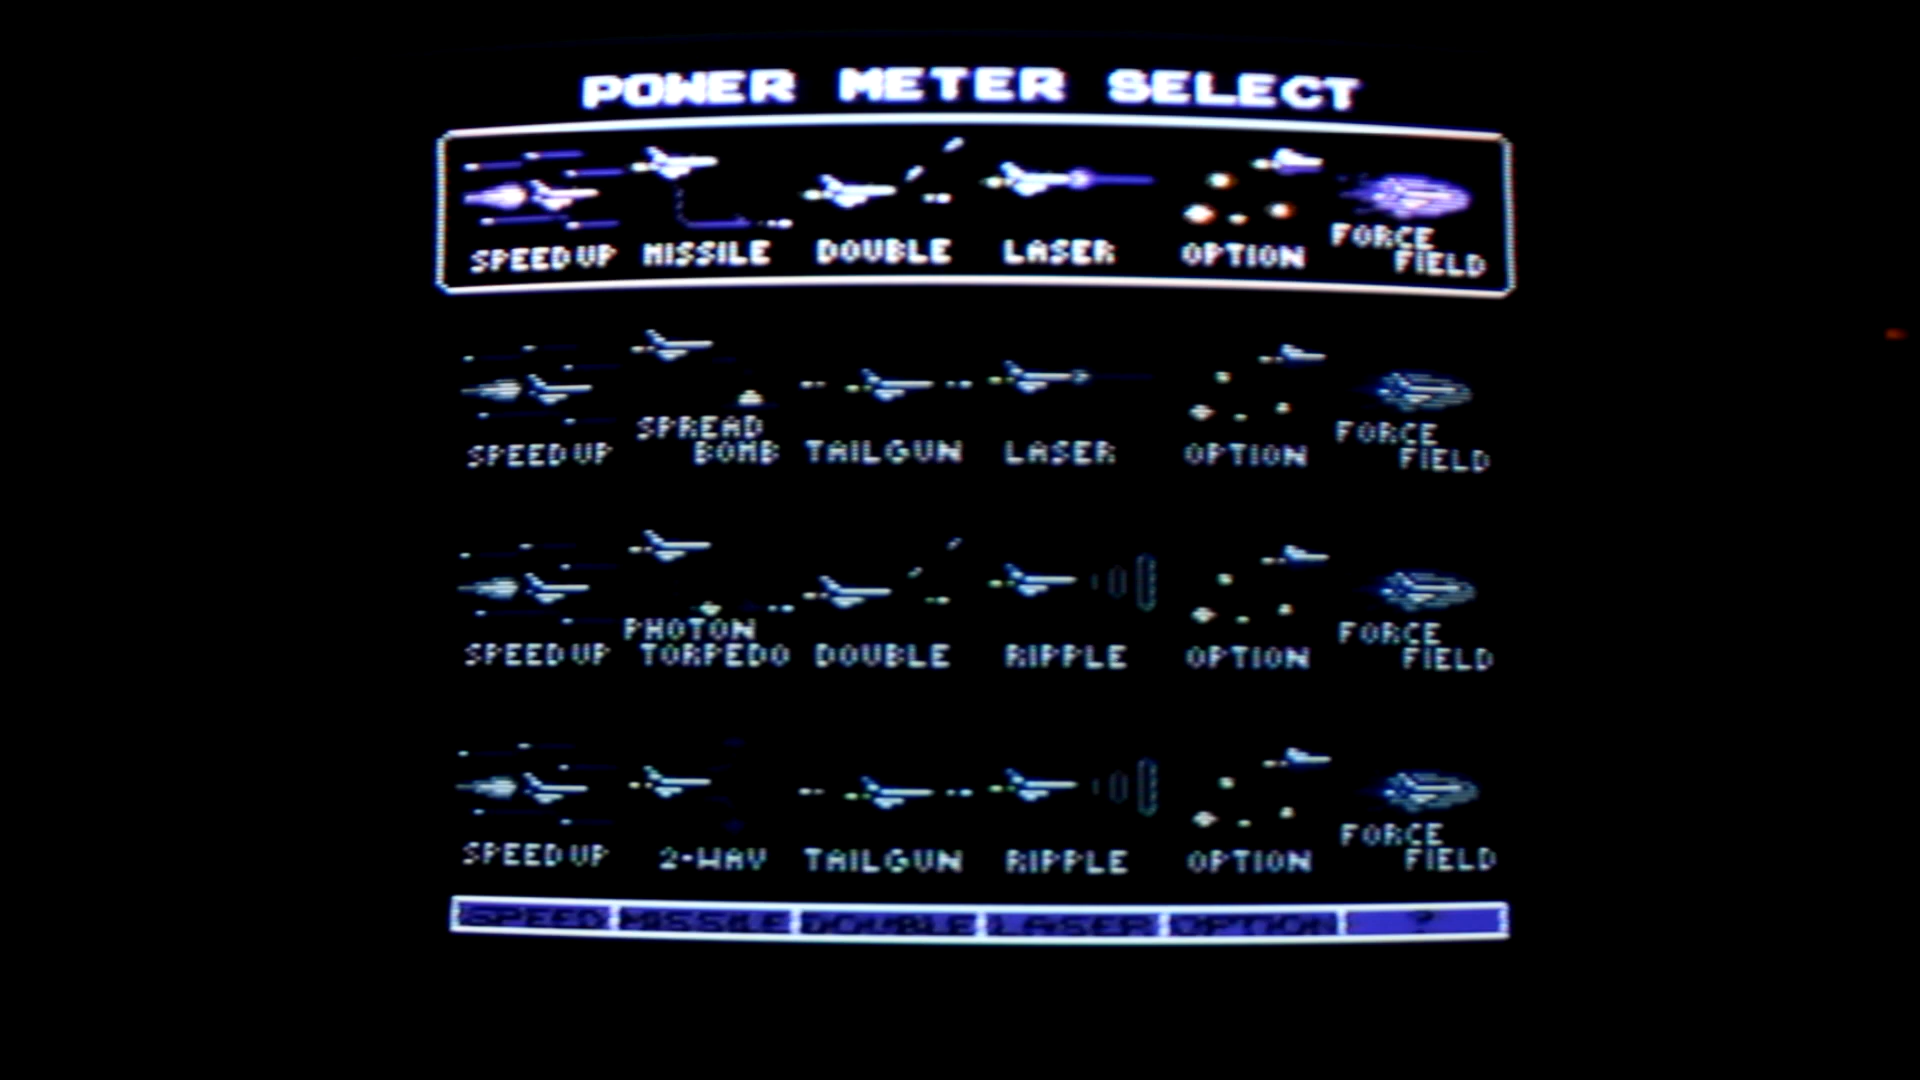 POWER METER SELECT
SPEED UP MISSILE DOUBLE LASER OPTION FORCE FIELD
SPEED UP SPREAD BOMB TAILGUN LASER OPTION FORCE FIELD
SPEED UP PHOTON TORPEDO DOUBLE RIPPLE OPTION FORCE FIELD
SPEED UP 2-WAY TAILGUN RIPPLE OPTION FORCE FIELD
SPEED MISSILE DOUBLE LASER OPTION ?